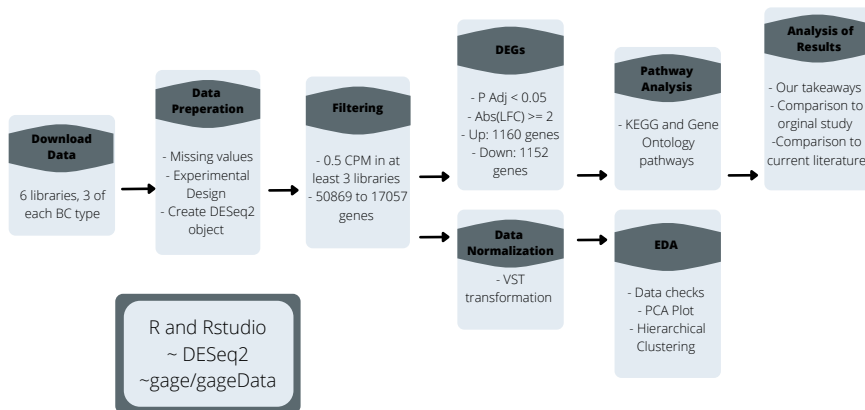 Download
Data
6 libraries, 3 of
each BC type
Data
Preperation
- Missing values
- Experimental
Design
- Create DESeq2
object
Filtering
- 0.5 CPM in at
least 3 libraries
- 50869 to 17057
genes
DEGs
- P Adj < 0.05
- Abs(LFC) >= 2
- Up: 1160 genes
- Down: 1152
genes
Pathway
Analysis
- KEGG and Gene
Ontology
pathways
Analysis of
Results
- Our takeaways
- Comparison to
orginal study
-Comparison to
current literature
Data
Normalization
- VST
transformation
EDA
- Data checks
- PCA Plot
- Hierarchical
Clustering
R and Rstudio
~ DESeq2
~gage/gageData